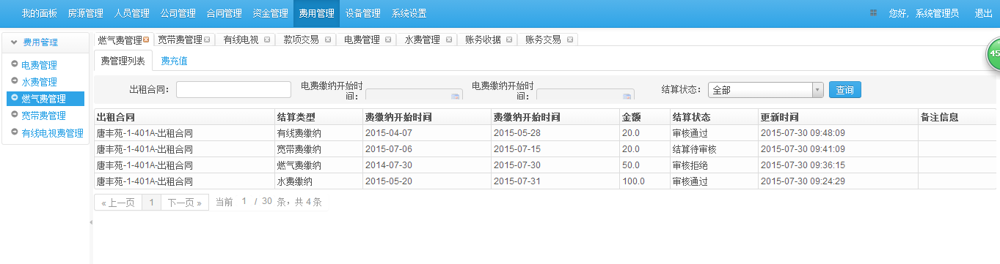 我的面板 房源管理 人员管理 公司管理 合同管理 资金管理 费用管理 设备管理 系统设置 您好，系统管理员 退出
费用管理
电费管理
水费管理
燃气费管理
宽带费管理
有线电视费管理
燃气费管理 宽带费管理 有线电视 款项交易 电费管理 水费管理 账务收据 账务交易
费管理列表 费充值
出租合同： 电费缴纳开始时间： 电费缴纳开始时间： 结算状态： 全部 查询
出租合同 结算类型 费缴纳开始时间 费缴纳开始时间 金额 结算状态 更新时间 备注信息
唐丰苑-1-401A-出租合同 有线费缴纳 2015-04-07 2015-05-28 20.0 审核通过 2015-07-30 09:48:09
唐丰苑-1-401A-出租合同 宽带费缴纳 2015-07-06 2015-07-15 20.0 结算待审核 2015-07-30 09:41:09
唐丰苑-1-401A-出租合同 燃气费缴纳 2014-07-30 2015-07-30 50.0 审核拒绝 2015-07-30 09:36:15
唐丰苑-1-401A-出租合同 水费缴纳 2015-05-20 2015-07-31 100.0 审核通过 2015-07-30 09:24:29
« 上一页 1 下一页 » 当前 1 / 30 条，共 4 条
45